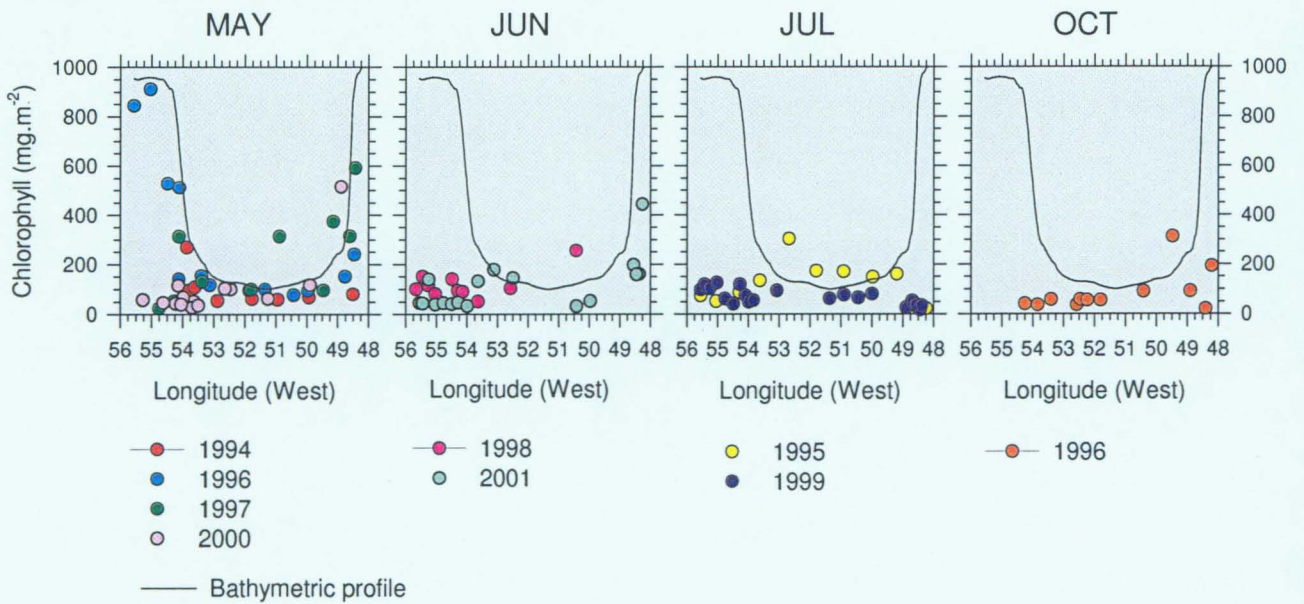 MAY JUN JUL OCT
Chlorophyll (mg.m-2)
1000 1000
800 800
600 600
400 400
200 200
0 0
56 55 54 53 52 51 50 49 48 56 55 54 53 52 51 50 49 48 56 55 54 53 52 51 50 49 48 56 55 54 53 52 51 50 49 48
Longitude (West) Longitude (West) Longitude (West) Longitude (West)
1994 1998 1995 1996
1996 2001 1999
1997
2000
Bathymetric profile